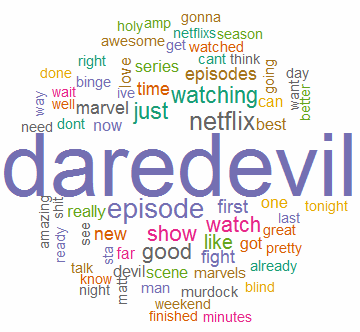 gonna
holy amp
netflixs
awesome get watched season
right cant think
done love series episodes going
wait binge time watching want day
way well ive marvel just can better
need dont now netflix best
daredevil
amazing shit really episode first one tonight
ready see new show watch last
like got great
sta far good fight pretty
talk devil scene marvels already
know matt man murdock blind
night
weekend
finished minutes